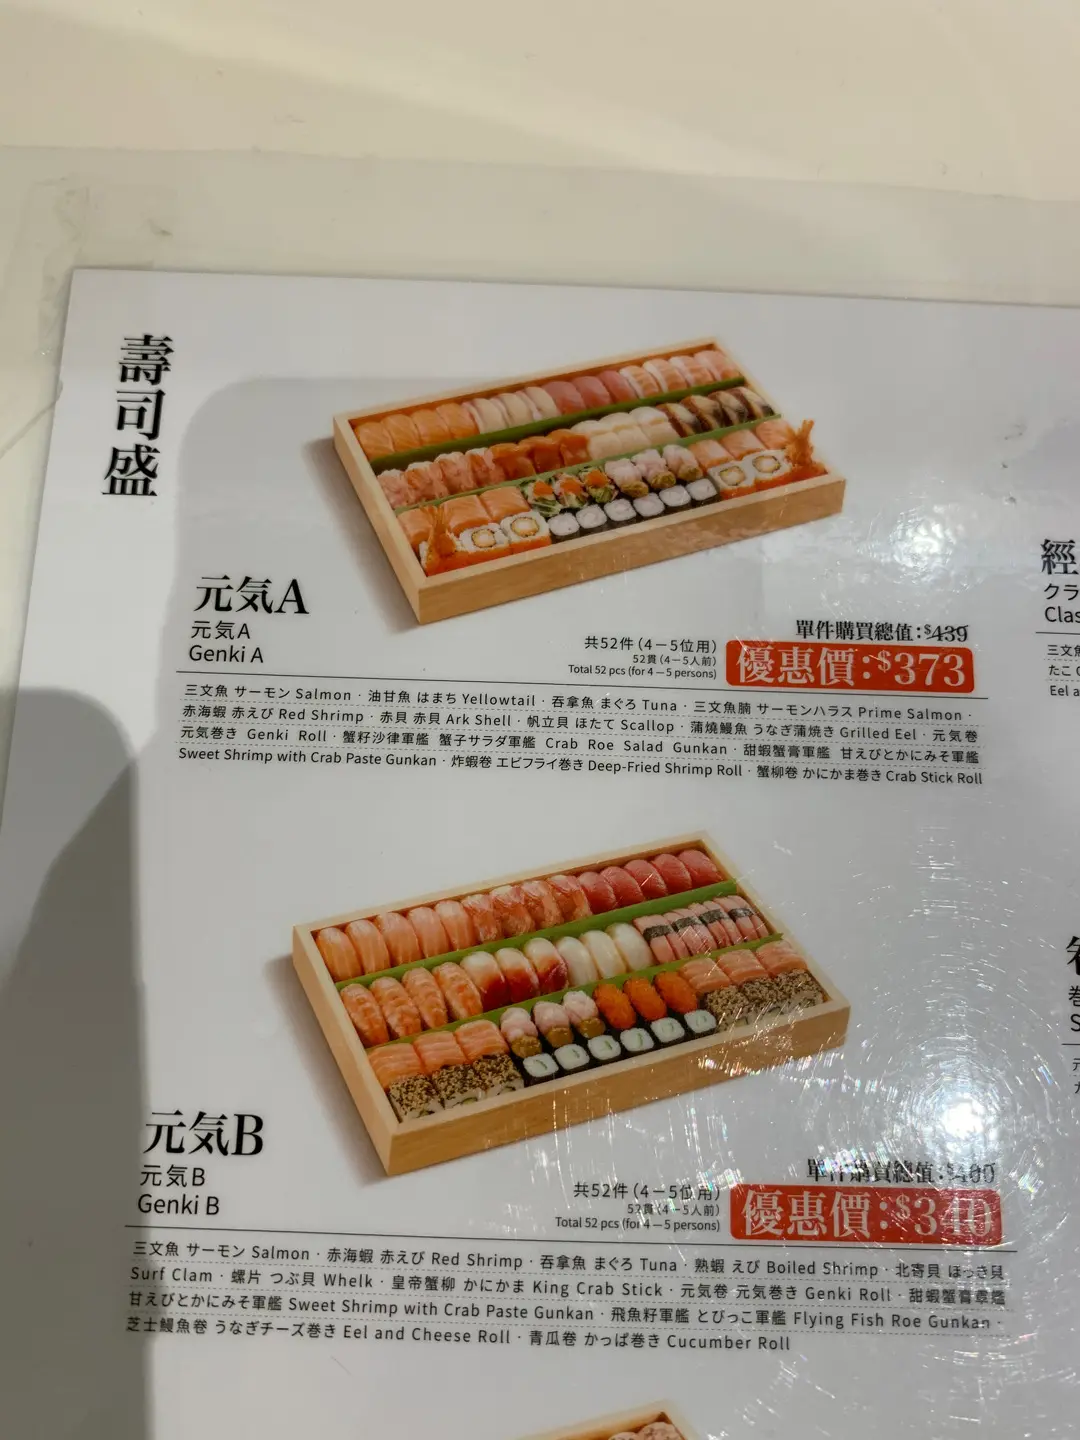 壽司盛
元気A
元気A
Genki A
共52件(4－5位用)
52貫(4－5人前)
Total 52 pcs (for 4－5 persons)
單件購買總值:$439
優惠價:$373
三文魚 サーモン Salmon · 油甘魚 はまち Yellowtail · 吞拿魚 まぐろ Tuna · 三文魚腩 サーモンハラス Prime Salmon ·
赤海蝦 赤えび Red Shrimp · 赤貝 赤貝 Ark Shell · 帆立貝 ほたて Scallop · 蒲燒鰻魚 うなぎ蒲焼き Grilled Eel · 元気卷
元気巻き Genki Roll · 蟹籽沙律軍艦 蟹子サラダ軍艦 Crab Roe Salad Gunkan · 甜蝦蟹膏軍艦 甘えびとかにみそ軍艦
Sweet Shrimp with Crab Paste Gunkan · 炸蝦卷 エビフライ巻き Deep-Fried Shrimp Roll · 蟹柳卷 かにかま巻き Crab Stick Roll
元気B
元気B
Genki B
共52件(4－5位用)
52貫(4－5人前)
Total 52 pcs (for 4－5 persons)
單件購買總值:$400
優惠價:$340
三文魚 サーモン Salmon · 赤海蝦 赤えび Red Shrimp · 吞拿魚 まぐろ Tuna · 熟蝦 えび Boiled Shrimp · 北寄貝 ほっき貝
Surf Clam · 螺片 つぶ貝 Whelk · 皇帝蟹柳 かにかま King Crab Stick · 元気卷 元気巻き Genki Roll · 甜蝦蟹膏軍艦
甘えびとかにみそ軍艦 Sweet Shrimp with Crab Paste Gunkan · 飛魚籽軍艦 とびっこ軍艦 Flying Fish Roe Gunkan ·
芝士鰻魚卷 うなぎチーズ巻き Eel and Cheese Roll · 青瓜卷 かっぱ巻き Cucumber Roll
經
クラ
Clas
三文魚
たこ
Eel a
巻
S